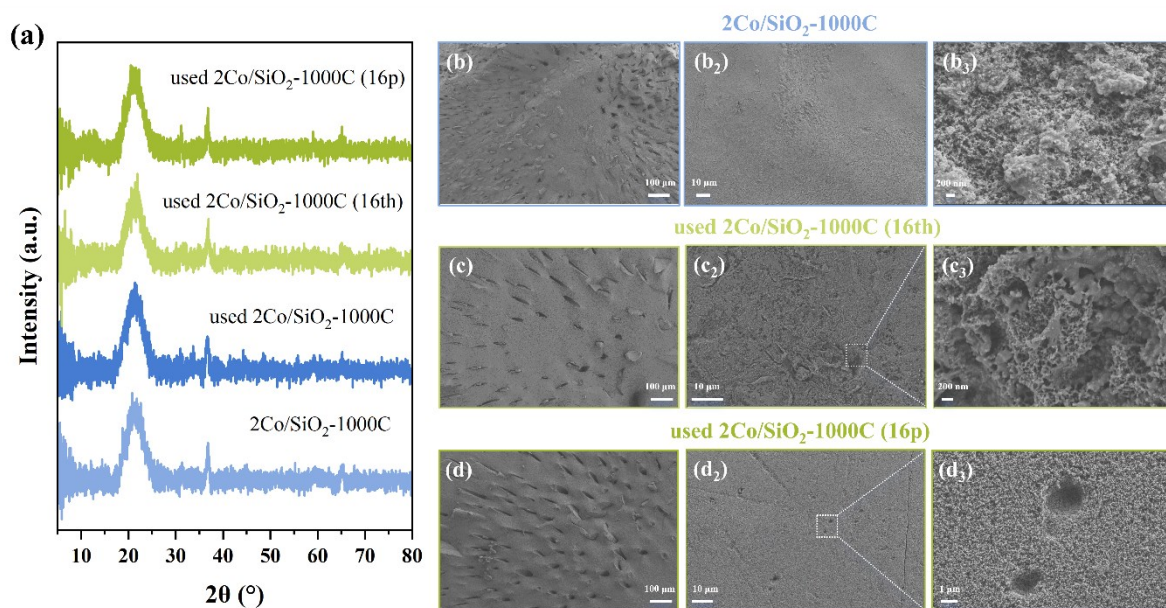 (a)
used 2Co/SiO₂-1000C (16p)
used 2Co/SiO₂-1000C (16th)
used 2Co/SiO₂-1000C
2Co/SiO₂-1000C
Intensity (a.u.)
10 20 30 40 50 60 70 80
2θ (°)
2Co/SiO₂-1000C
(b)
100 μm
(b₂)
10 μm
(b₃)
200 nm
used 2Co/SiO₂-1000C (16th)
(c)
100 μm
(c₂)
10 μm
(c₃)
200 nm
used 2Co/SiO₂-1000C (16p)
(d)
100 μm
(d₂)
10 μm
(d₃)
1 μm